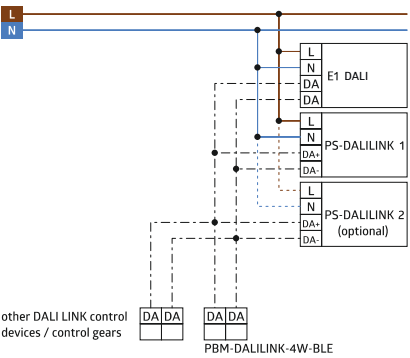 L
N
L
N
DA
DA
E1 DALI
L
N
DA+
DA-
PS-DALILINK 1
L
N
DA+
DA-
PS-DALILINK 2
(optional)
other DALI LINK control
devices / control gears
DA DA
DA DA
PBM-DALILINK-4W-BLE